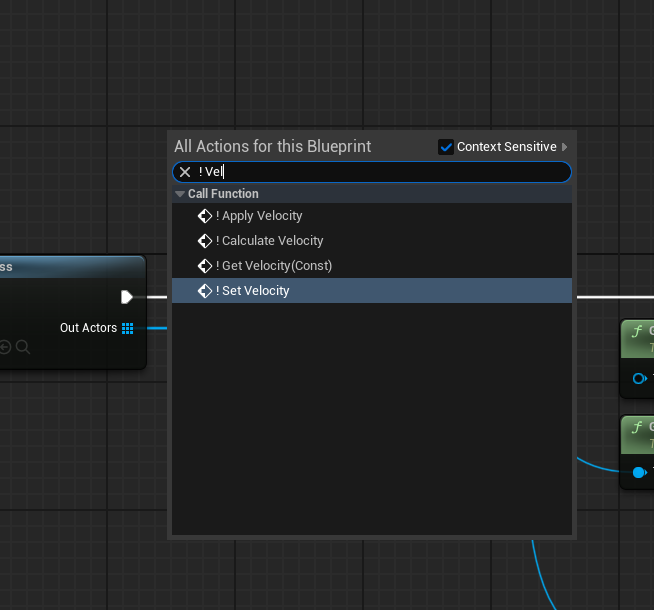 All Actions for this Blueprint
Context Sensitive
! Vel
Call Function
! Apply Velocity
! Calculate Velocity
! Get Velocity(Const)
! Set Velocity
ss
Out Actors
f G
T
f G
T